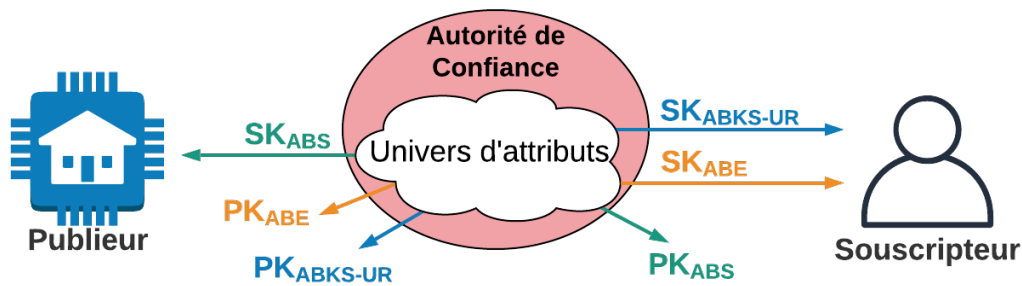 Autorité de
Confiance
Univers d'attributs
SKABS
SKABKS-UR
SKABE
PKABE
PKABKS-UR
PKABS
Publieur
Souscripteur